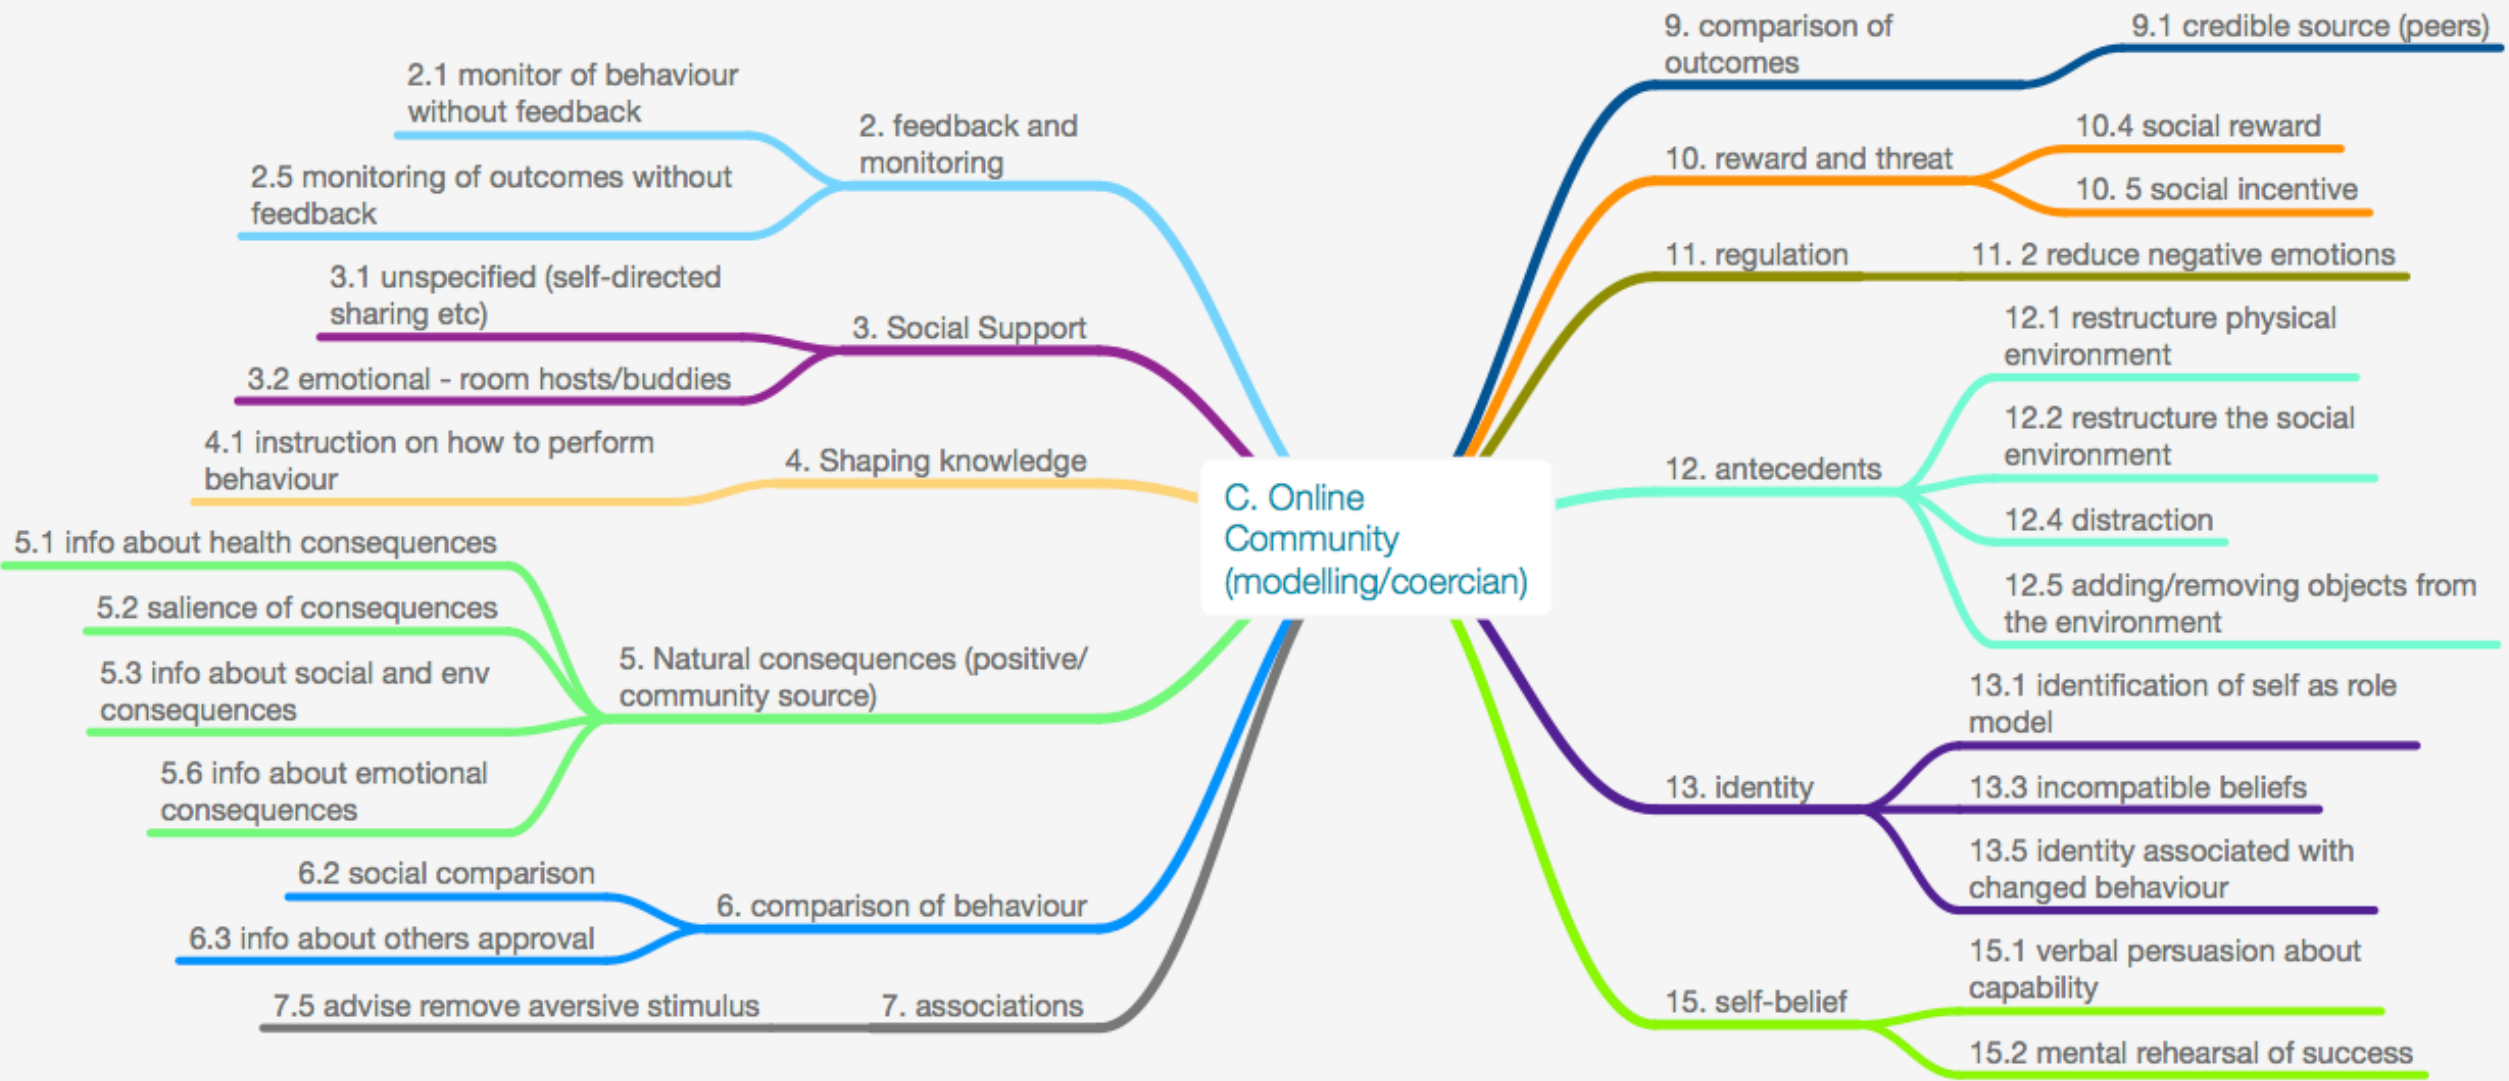 2.1 monitor of behaviour
without feedback
2. feedback and
monitoring
2.5 monitoring of outcomes without
feedback
3.1 unspecified (self-directed
sharing etc)
3. Social Support
3.2 emotional - room hosts/buddies
4.1 instruction on how to perform
behaviour
4. Shaping knowledge
5.1 info about health consequences
5.2 salience of consequences
5.3 info about social and env
consequences
5. Natural consequences (positive/
community source)
5.6 info about emotional
consequences
6.2 social comparison
6. comparison of behaviour
6.3 info about others approval
7.5 advise remove aversive stimulus
7. associations
C. Online
Community
(modelling/coercian)
9. comparison of
outcomes
9.1 credible source (peers)
10. reward and threat
10.4 social reward
10. 5 social incentive
11. regulation
11. 2 reduce negative emotions
12. antecedents
12.1 restructure physical
environment
12.2 restructure the social
environment
12.4 distraction
12.5 adding/removing objects from
the environment
13. identity
13.1 identification of self as role
model
13.3 incompatible beliefs
13.5 identity associated with
changed behaviour
15. self-belief
15.1 verbal persuasion about
capability
15.2 mental rehearsal of success